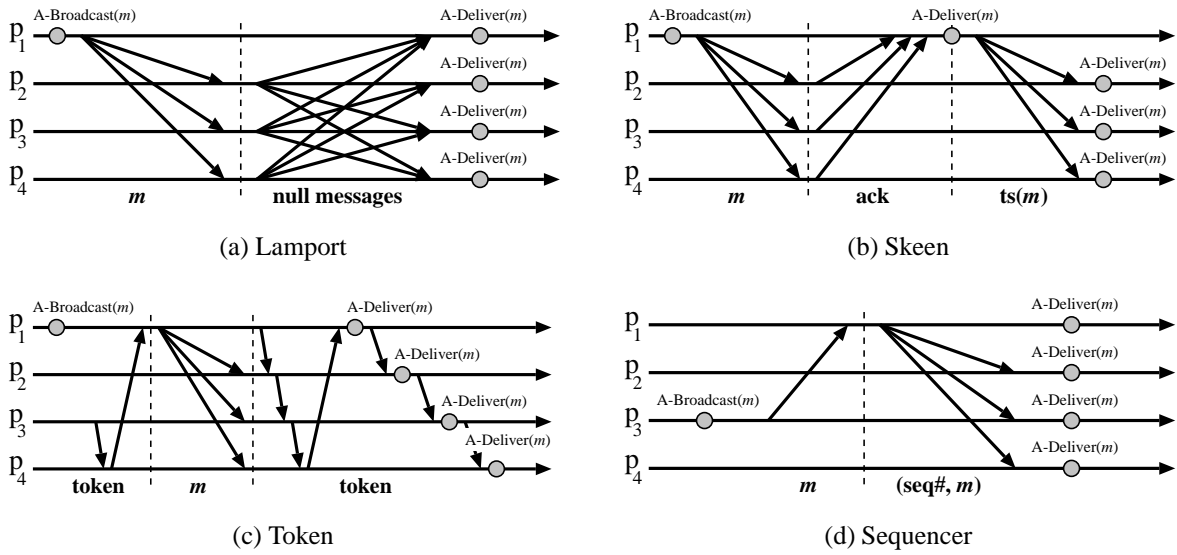 A-Broadcast(m) A-Deliver(m)
p1
A-Deliver(m)
p2
A-Deliver(m)
p3
A-Deliver(m)
p4
m null messages
(a) Lamport
A-Broadcast(m) A-Deliver(m)
p1
A-Deliver(m)
p2
A-Deliver(m)
p3
A-Deliver(m)
p4
m ack ts(m)
(b) Skeen
A-Broadcast(m) A-Deliver(m)
p1
A-Deliver(m)
p2
A-Deliver(m)
p3
A-Deliver(m)
p4
token m token
(c) Token
A-Deliver(m)
p1
A-Deliver(m)
p2
A-Broadcast(m) A-Deliver(m)
p3
A-Deliver(m)
p4
m (seq#, m)
(d) Sequencer